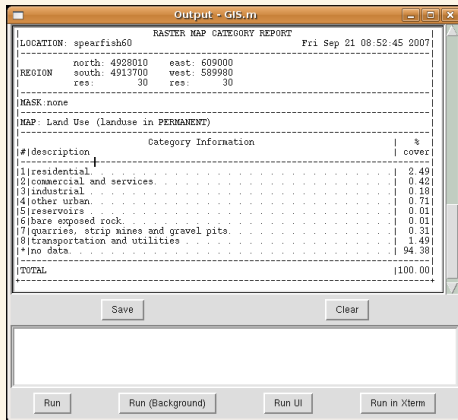 Output - GIS.m
RASTER MAP CATEGORY REPORT
|LOCATION: spearfish60 Fri Sep 21 08:52:45 2007|
|-----------------------------------------------------------------------------|
| north: 4928010 east: 609000 |
|REGION south: 4913700 west: 589980 |
| res: 30 res: 30 |
|-----------------------------------------------------------------------------|
|MASK:none |
|-----------------------------------------------------------------------------|
|MAP: Land Use (landuse in PERMANENT) |
|-----------------------------------------------------------------------------|
| Category Information | % |
|#|description | cover|
|-----------------------------------------------------------------------------|
|1|residential. . . . . . . . . . . . . . . . . . . . . . . . . . . | 2.49|
|2|commercial and services. . . . . . . . . . . . . . . . . . . . . | 0.42|
|3|industrial . . . . . . . . . . . . . . . . . . . . . . . . . . . | 0.18|
|4|other urban. . . . . . . . . . . . . . . . . . . . . . . . . . . | 0.71|
|5|reservoirs . . . . . . . . . . . . . . . . . . . . . . . . . . . | 0.01|
|6|bare exposed rock. . . . . . . . . . . . . . . . . . . . . . . . | 0.01|
|7|quarries, strip mines and gravel pits. . . . . . . . . . . . . . | 0.31|
|8|transportation and utilities . . . . . . . . . . . . . . . . . . | 1.49|
|*|no data. . . . . . . . . . . . . . . . . . . . . . . . . . . . . | 94.38|
|-----------------------------------------------------------------------------|
|TOTAL |100.00|
+-----------------------------------------------------------------------------+
Save Clear
Run Run (Background) Run UI Run in Xterm